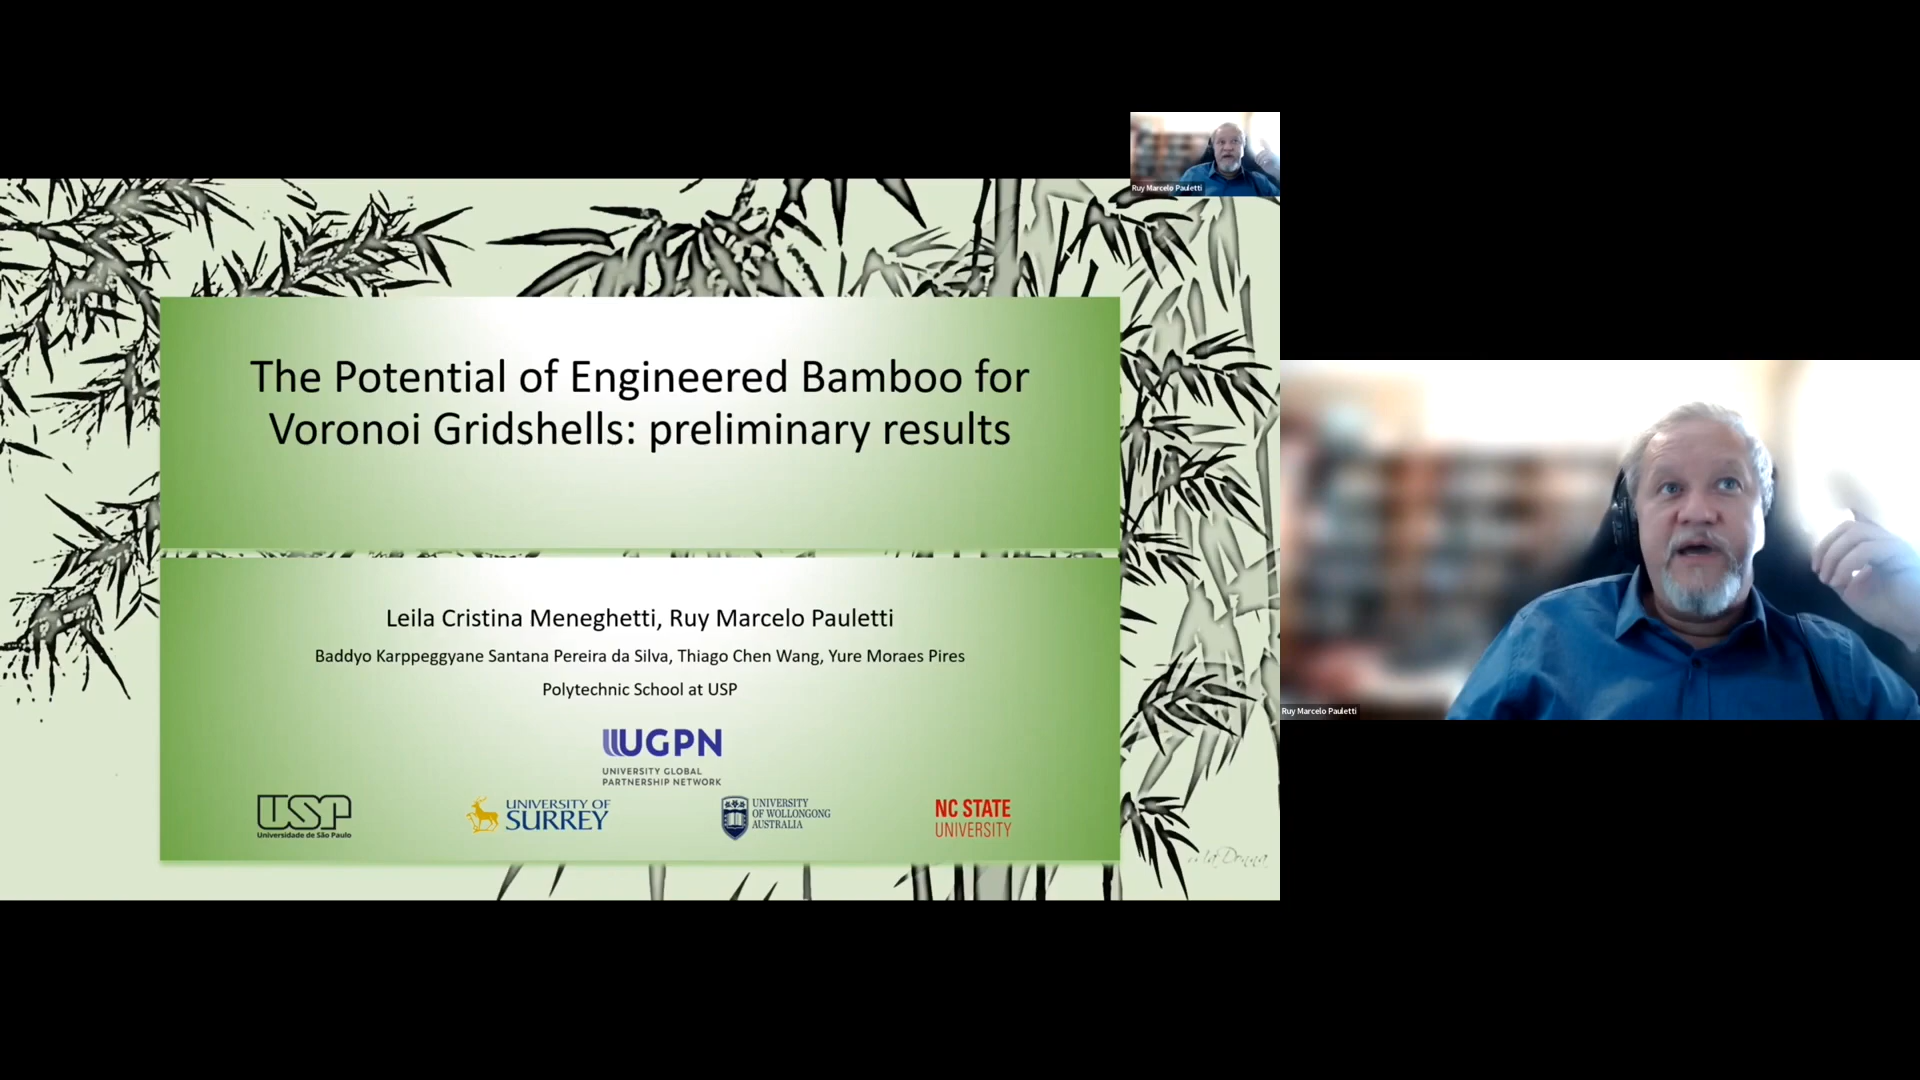 Ruy Marcelo Pauletti
The Potential of Engineered Bamboo for
Voronoi Gridshells: preliminary results
Leila Cristina Meneghetti, Ruy Marcelo Pauletti
Baddyo Karppeggyane Santana Pereira da Silva, Thiago Chen Wang, Yure Moraes Pires
Polytechnic School at USP
UGPN
UNIVERSITY GLOBAL
PARTNERSHIP NETWORK
USP
Universidade de São Paulo
UNIVERSITY OF
SURREY
UNIVERSITY
OF WOLLONGONG
AUSTRALIA
NC STATE
UNIVERSITY
Ruy Marcelo Pauletti